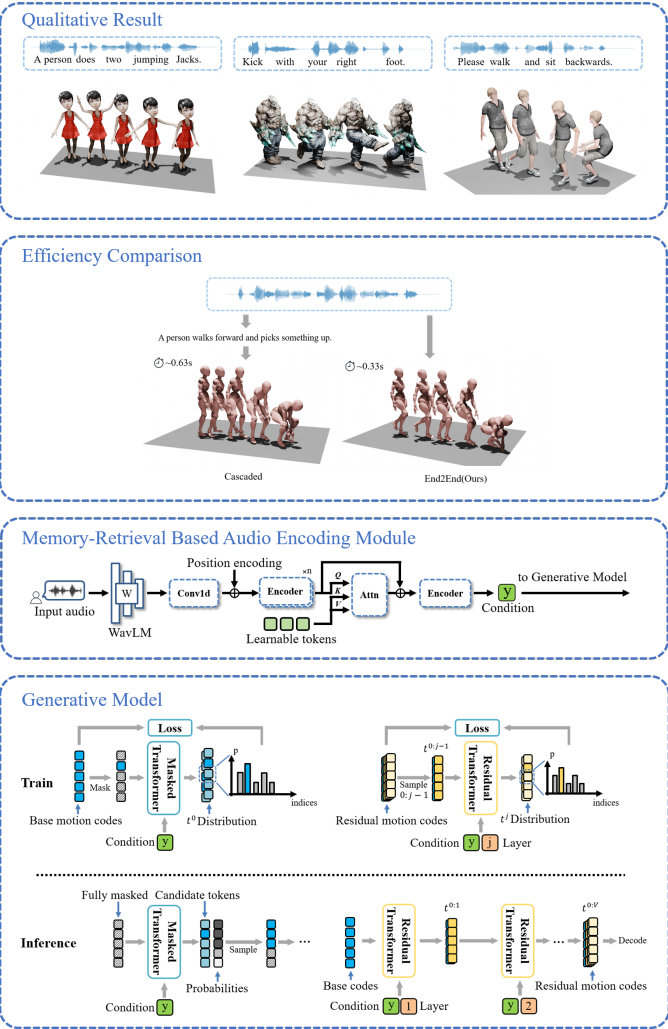 Qualitative Result
A person does two jumping Jacks.
Kick with your right foot.
Please walk and sit backwards.
Efficiency Comparison
A person walks forward and picks something up.
~0.63s
~0.33s
Cascaded
End2End(Ours)
Memory-Retrieval Based Audio Encoding Module
Position encoding
×n
to Generative Model
Input audio
W
WavLM
Conv1d
Encoder
Q
K
V
Attn
Encoder
y
Condition
Learnable tokens
Generative Model
Train
Loss
Mask
Masked Transformer
p
indices
Base motion codes
t⁰ Distribution
Condition y
Loss
Sample
0: j − 1
t^{0:j−1}
Residual Transformer
p
indices
Residual motion codes
t^j Distribution
Condition y j Layer
Inference
Fully masked
Candidate tokens
Masked Transformer
Sample
...
Probabilities
Condition y
Base codes
Residual Transformer
t^{0:1}
Condition y 1 Layer
Residual Transformer
...
t^{0:V}
Decode
Residual motion codes
y 2